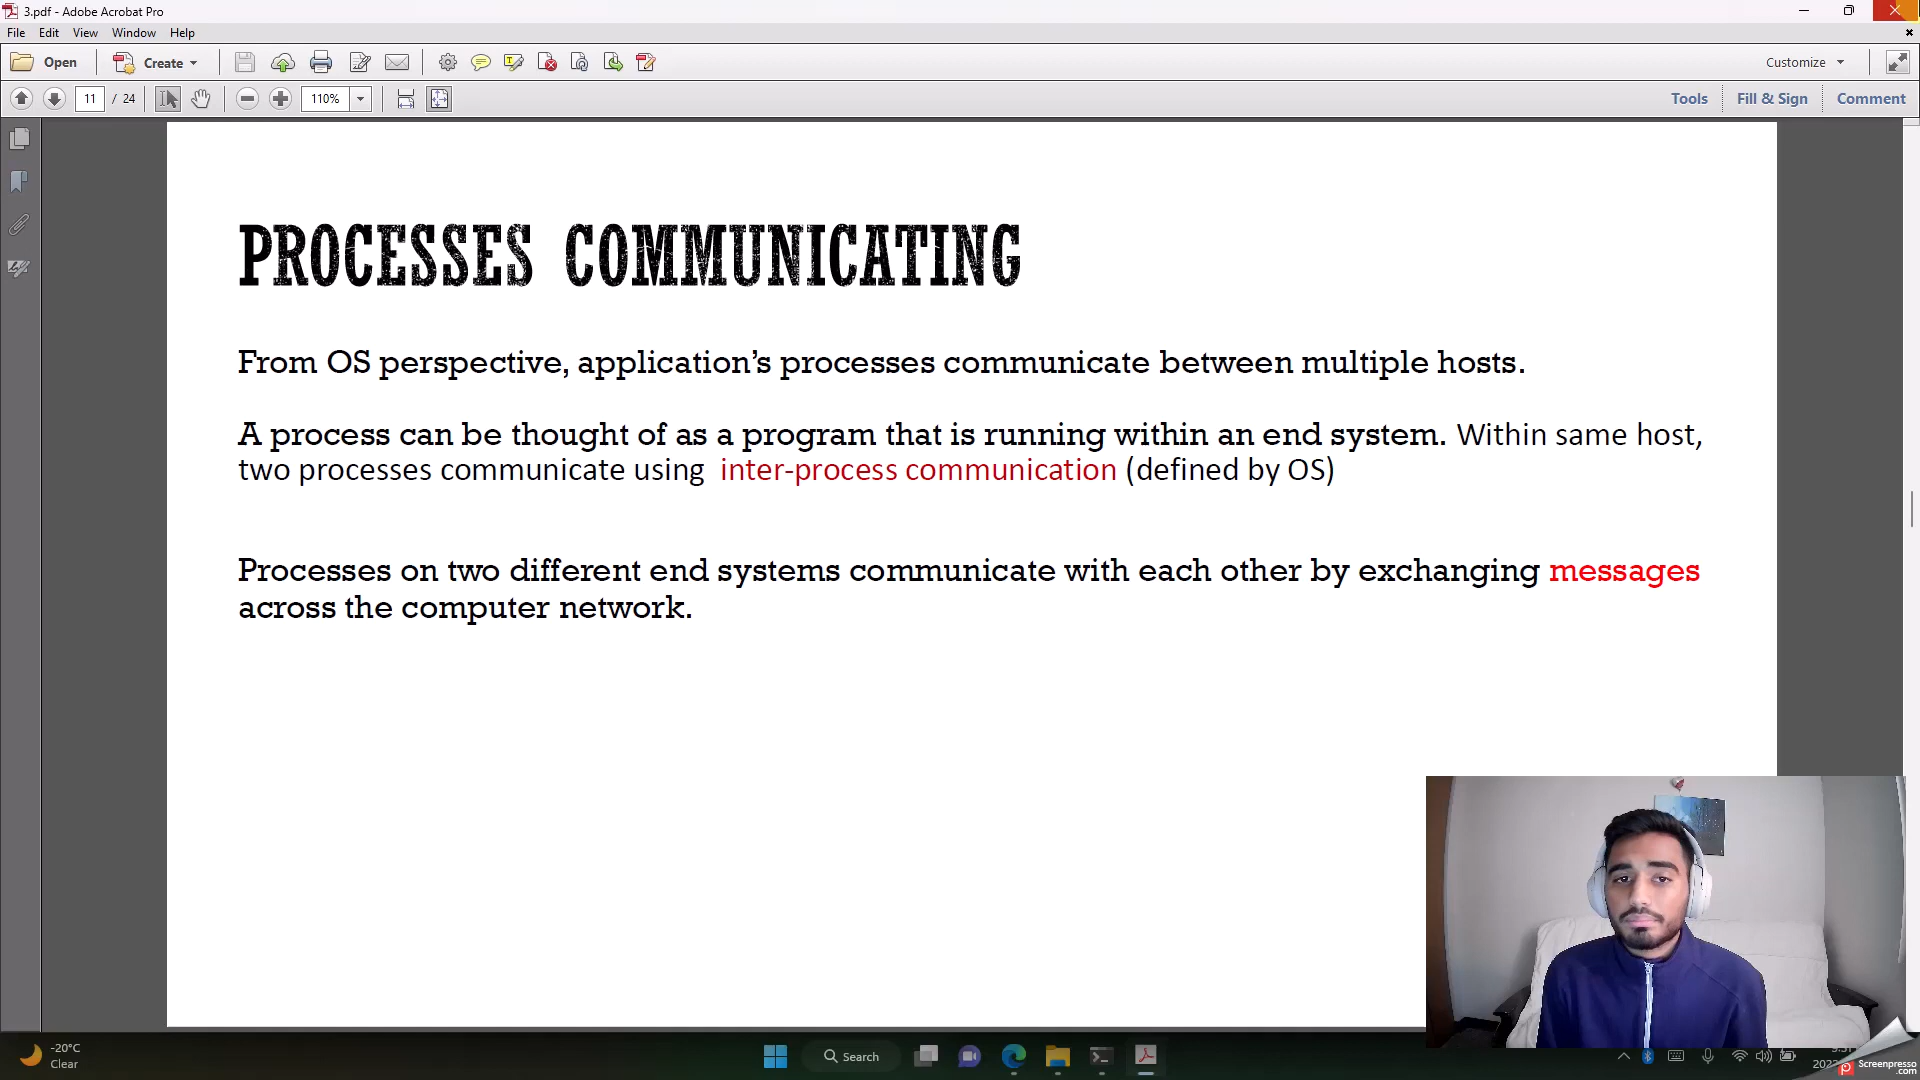 3.pdf - Adobe Acrobat Pro
File Edit View Window Help
Open Create Customize
11 / 24 110% Tools Fill & Sign Comment
PROCESSES COMMUNICATING
From OS perspective, application’s processes communicate between multiple hosts.
A process can be thought of as a program that is running within an end system. Within same host,
two processes communicate using inter-process communication (defined by OS)
Processes on two different end systems communicate with each other by exchanging messages
across the computer network.
-20°C
Clear
Search
Screenpresso
.com